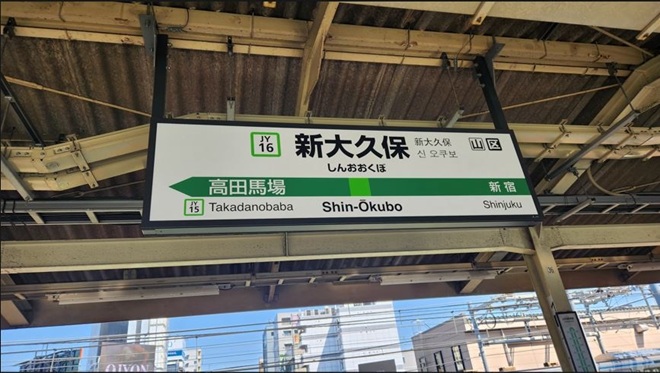 JY
16
新大久保
しんおおくぼ
新大久保
신 오쿠보
山 区
高田馬場
新宿
JY
15
Takadanobaba
Shin-Ōkubo
Shinjuku